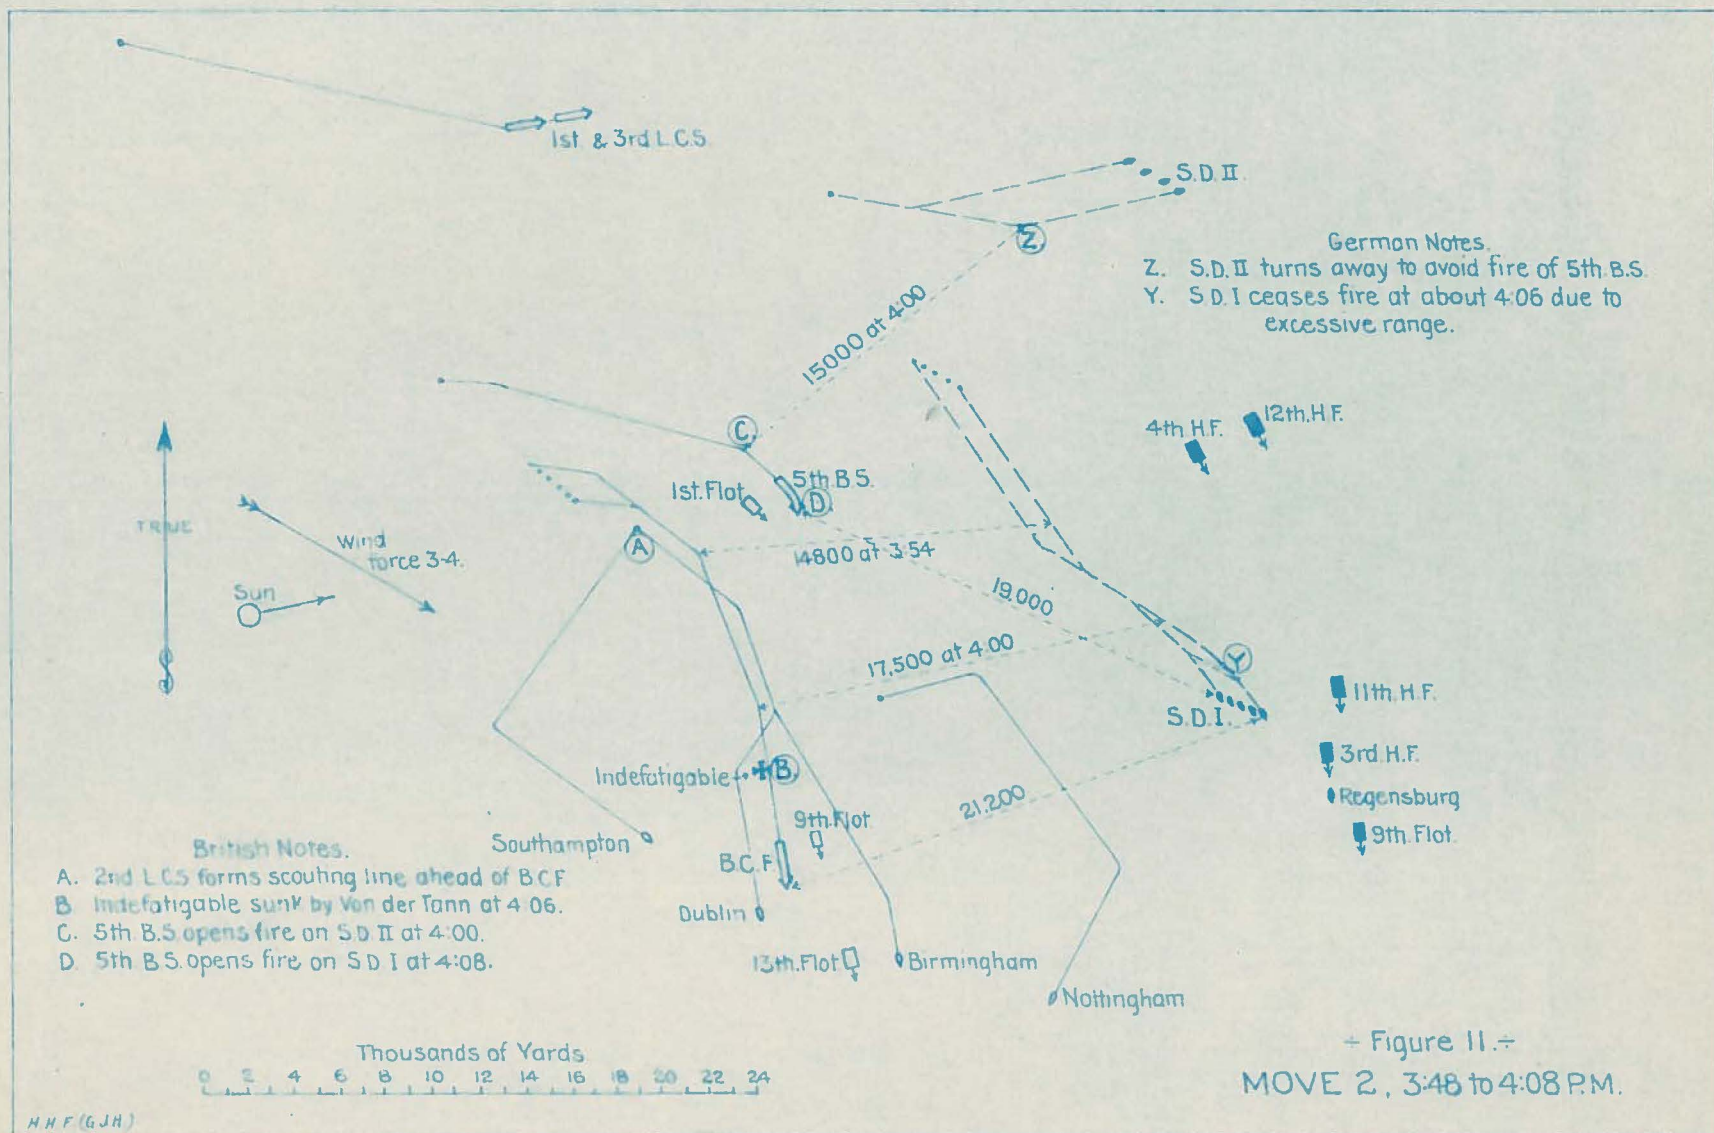 1st & 3rd L.C.S.
S.D. II.
Z
German Notes.
Z. S.D. II turns away to avoid fire of 5th B.S.
Y. S.D. I ceases fire at about 4:06 due to
excessive range.
15000 at 4:00
C
4th H.F.
12th. H.F.
5th B.S.
1st. Flot
D.
TRUE
Wind
force 3-4.
A
14800 at 3:54
Sun
19,000
17,500 at 4:00
Y
S.D. I.
11th. H.F.
3rd. H.F.
Regensburg
9th. Flot
Indefatigable
B.
21,200
Southampton
9th. Flot
B.C.F.
Dublin
13th. Flot
Birmingham
Nottingham
British Notes.
A. 2nd L.C.S forms scouting line ahead of B C F
B Indefatigable sunk by Von der Tann at 4 06.
C. 5th B.S. opens fire on S.D. II at 4:00.
D. 5th B.S. opens fire on S D I at 4:08.
Thousands of Yards
0 2 4 6 8 10 12 14 16 18 20 22 24
÷ Figure 11. ÷
MOVE 2, 3:48 to 4:08 P.M.
H H F (G J H)